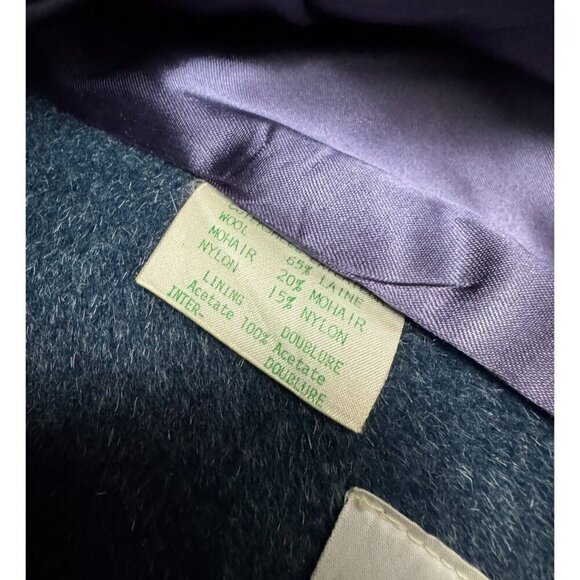 WOOL 65% LAINE
MOHAIR 20% MOHAIR
NYLON 15% NYLON
LINING DOUBLURE
Acetate 100% Acetate
INTER- DOUBLURE